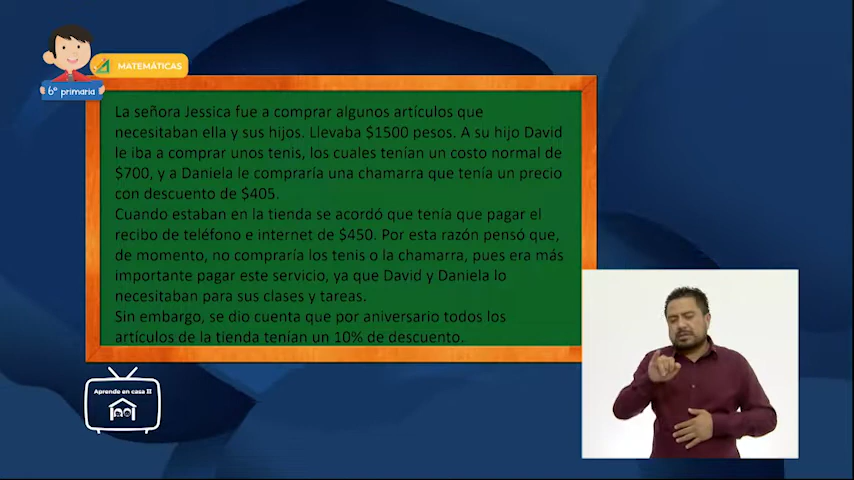 MATEMÁTICAS
6º primaria
La señora Jessica fue a comprar algunos artículos que
necesitaban ella y sus hijos. Llevaba $1500 pesos. A su hijo David
le iba a comprar unos tenis, los cuales tenían un costo normal de
$700, y a Daniela le compraría una chamarra que tenía un precio
con descuento de $405.
Cuando estaban en la tienda se acordó que tenía que pagar el
recibo de teléfono e internet de $450. Por esta razón pensó que,
de momento, no compraría los tenis o la chamarra, pues era más
importante pagar este servicio, ya que David y Daniela lo
necesitaban para sus clases y tareas.
Sin embargo, se dio cuenta que por aniversario todos los
artículos de la tienda tenían un 10% de descuento.
Aprende en casa II